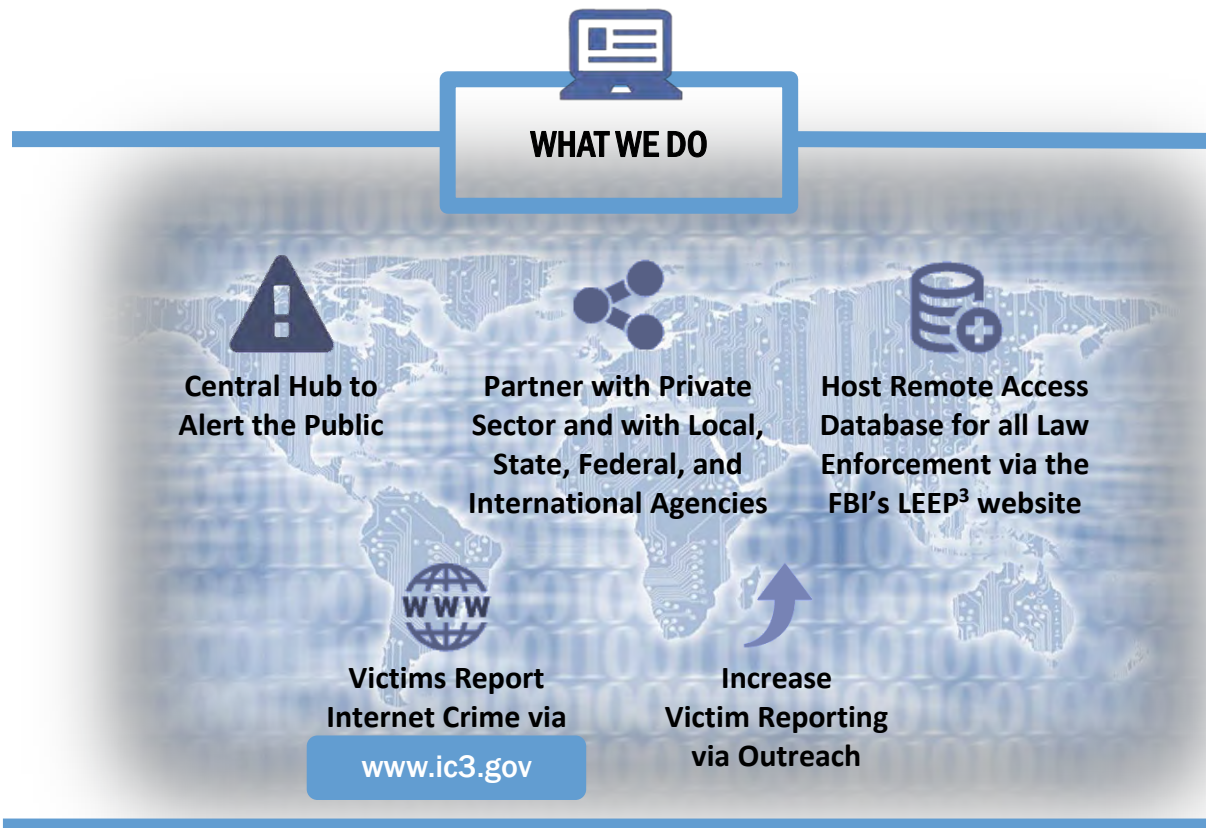 WHAT WE DO
Central Hub to
Alert the Public
Partner with Private
Sector and with Local,
State, Federal, and
International Agencies
Host Remote Access
Database for all Law
Enforcement via the
FBI’s LEEP³ website
WWW
Victims Report
Internet Crime via
www.ic3.gov
Increase
Victim Reporting
via Outreach